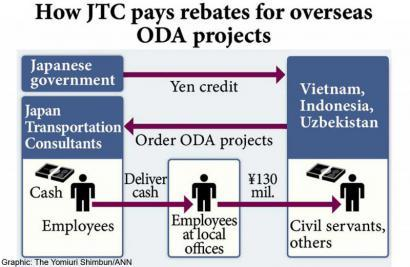 How JTC pays rebates for overseas
ODA projects
Japanese
government
Yen credit
Vietnam,
Indonesia,
Uzbekistan
Japan
Transportation
Consultants
Order ODA projects
Cash
Employees
Deliver
cash
Employees
at local
offices
¥130
mil.
Civil servants,
others
Graphic: The Yomiuri Shimbun/ANN